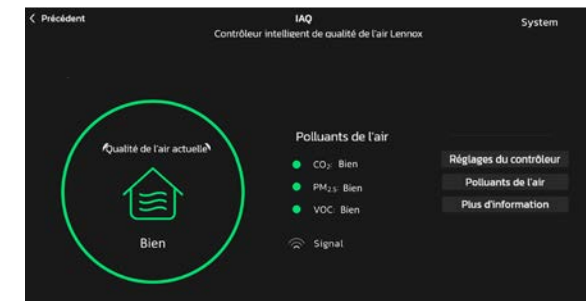 Précédent
IAQ
System
Contrôleur intelligent de qualité de l'air Lennox
Qualité de l'air actuelle
Bien
Polluants de l'air
CO₂: Bien
PM₂.₅: Bien
VOC: Bien
Signal
Réglages du contrôleur
Polluants de l'air
Plus d'information